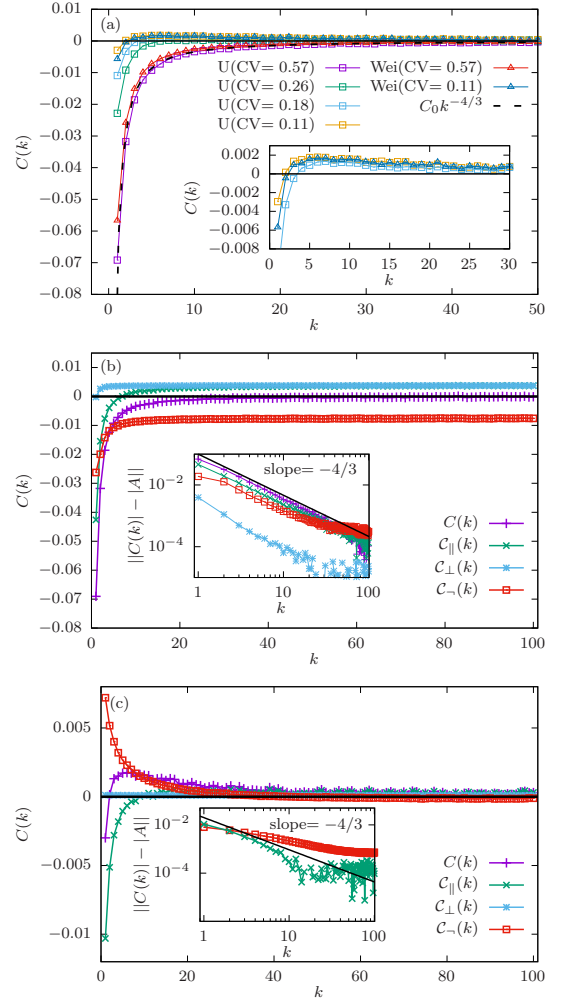 (a)
0.01
0
−0.01
−0.02
−0.03
−0.04
−0.05
−0.06
−0.07
−0.08
C(k)
U(CV= 0.57)
U(CV= 0.26)
U(CV= 0.18)
U(CV= 0.11)
Wei(CV= 0.57)
Wei(CV= 0.11)
C₀k^{−4/3}
0.002
0
−0.002
−0.004
−0.006
−0.008
C(k)
5 10 15 20 25 30
k
0 10 20 30 40 50
k
(b)
0.01
0
−0.01
−0.02
−0.03
−0.04
−0.05
−0.06
−0.07
−0.08
C(k)
slope= −4/3
10^{−2}
10^{−4}
||C(k)| − |A||
1 10 100
k
C(k)
𝒞∥(k)
𝒞⊥(k)
𝒞¬(k)
0 20 40 60 80 100
k
(c)
0.005
0
−0.005
−0.01
C(k)
slope= −4/3
10^{−2}
10^{−4}
||C(k)| − |A||
1 10 100
k
C(k)
𝒞∥(k)
𝒞⊥(k)
𝒞¬(k)
0 20 40 60 80 100
k